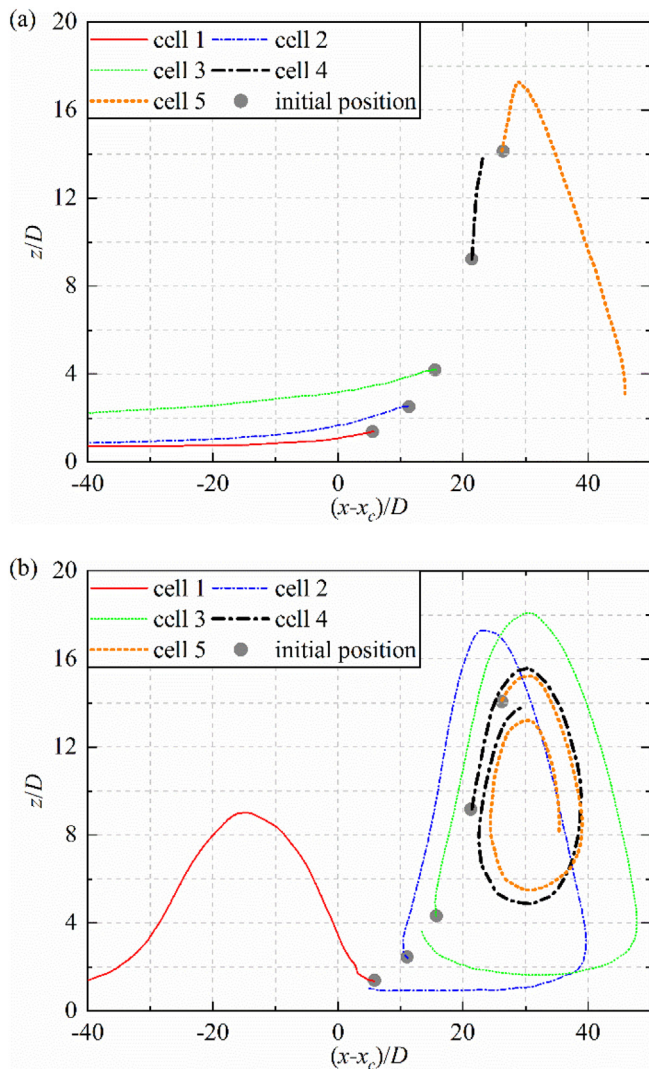 (a)
20
cell 1 cell 2
cell 3 cell 4
16
cell 5 initial position
12
z/D
8
4
0
-40 -20 0 20 40
(x-x_c)/D
(b)
20
cell 1 cell 2
cell 3 cell 4
16
cell 5 initial position
12
z/D
8
4
0
-40 -20 0 20 40
(x-x_c)/D